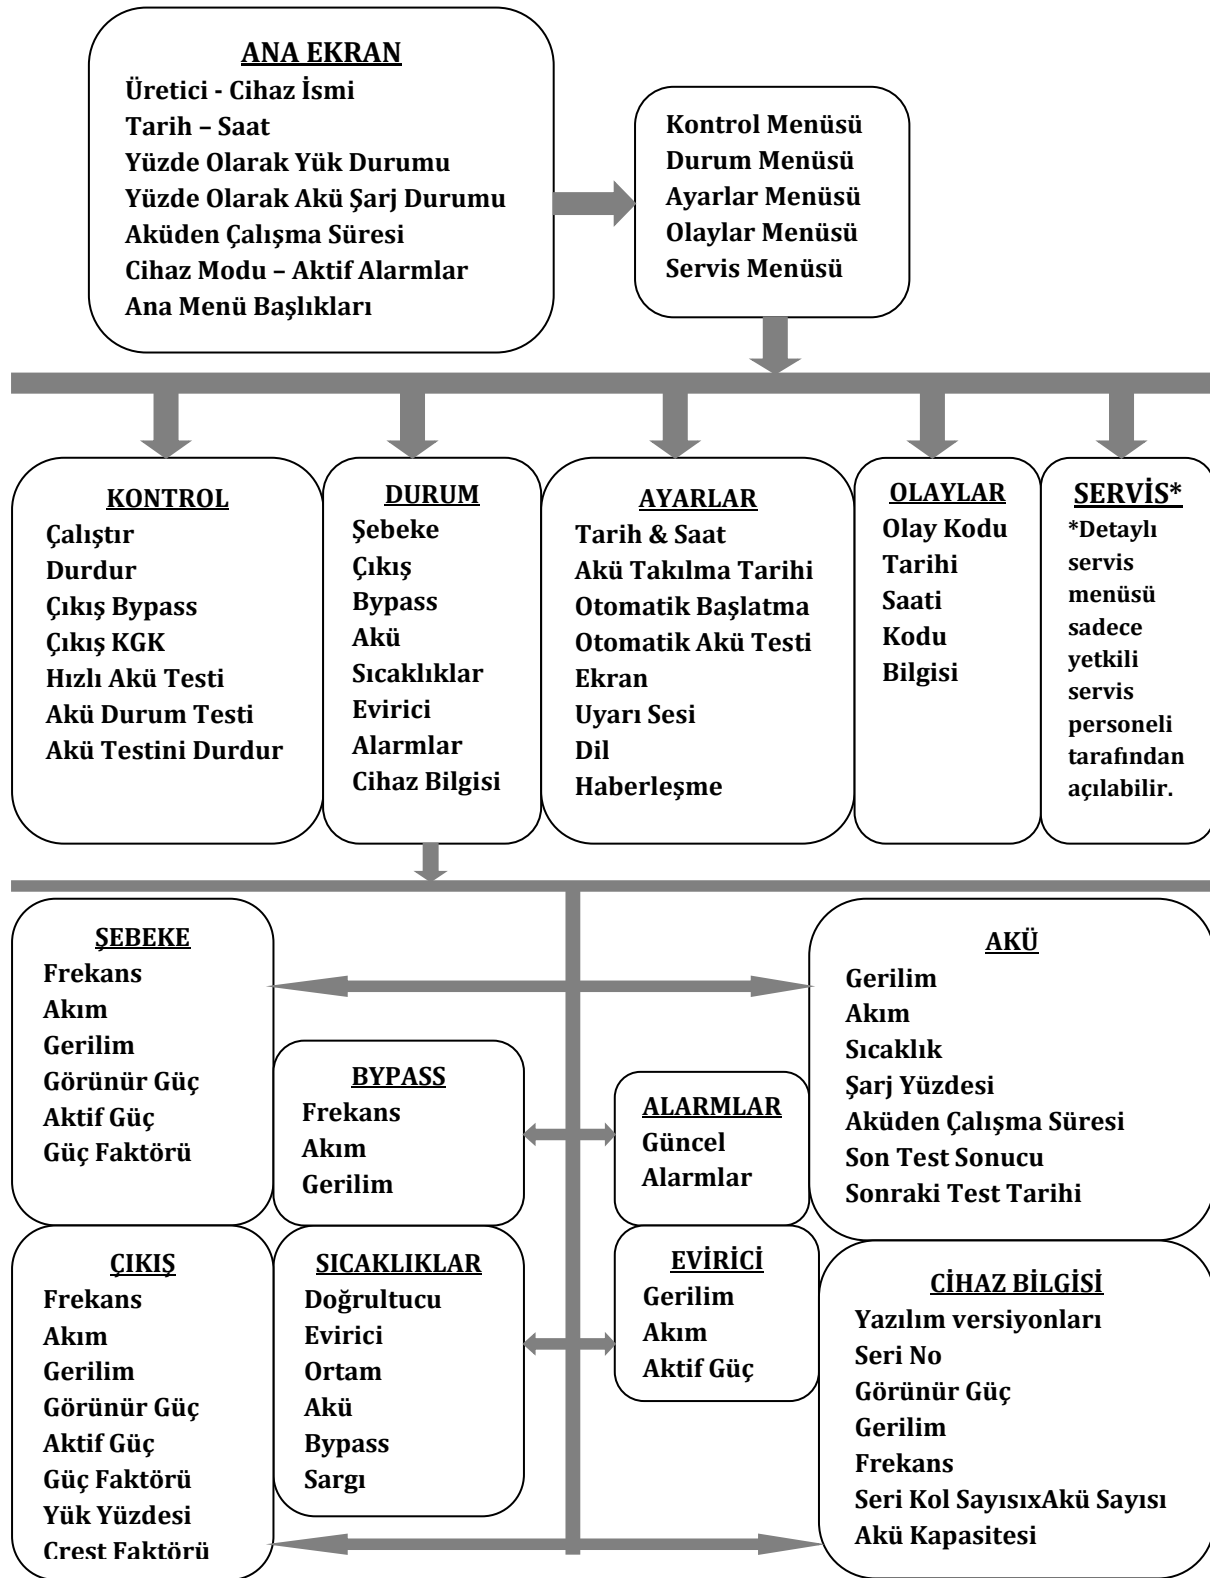 ANA EKRAN
Üretici - Cihaz İsmi
Tarih – Saat
Yüzde Olarak Yük Durumu
Yüzde Olarak Akü Şarj Durumu
Aküden Çalışma Süresi
Cihaz Modu – Aktif Alarmlar
Ana Menü Başlıkları
Kontrol Menüsü
Durum Menüsü
Ayarlar Menüsü
Olaylar Menüsü
Servis Menüsü
KONTROL
Çalıştır
Durdur
Çıkış Bypass
Çıkış KGK
Hızlı Akü Testi
Akü Durum Testi
Akü Testini Durdur
DURUM
Şebeke
Çıkış
Bypass
Akü
Sıcaklıklar
Evirici
Alarmlar
Cihaz Bilgisi
AYARLAR
Tarih & Saat
Akü Takılma Tarihi
Otomatik Başlatma
Otomatik Akü Testi
Ekran
Uyarı Sesi
Dil
Haberleşme
OLAYLAR
Olay Kodu
Tarihi
Saati
Kodu
Bilgisi
SERVİS*
*Detaylı
servis
menüsü
sadece
yetkili
servis
personeli
tarafından
açılabilir.
ŞEBEKE
Frekans
Akım
Gerilim
Görünür Güç
Aktif Güç
Güç Faktörü
BYPASS
Frekans
Akım
Gerilim
ALARMLAR
Güncel
Alarmlar
AKÜ
Gerilim
Akım
Sıcaklık
Şarj Yüzdesi
Aküden Çalışma Süresi
Son Test Sonucu
Sonraki Test Tarihi
ÇIKIŞ
Frekans
Akım
Gerilim
Görünür Güç
Aktif Güç
Güç Faktörü
Yük Yüzdesi
Crest Faktörü
SICAKLIKLAR
Doğrultucu
Evirici
Ortam
Akü
Bypass
Sargı
EVİRİCİ
Gerilim
Akım
Aktif Güç
CİHAZ BİLGİSİ
Yazılım versiyonları
Seri No
Görünür Güç
Gerilim
Frekans
Seri Kol SayısıxAkü Sayısı
Akü Kapasitesi